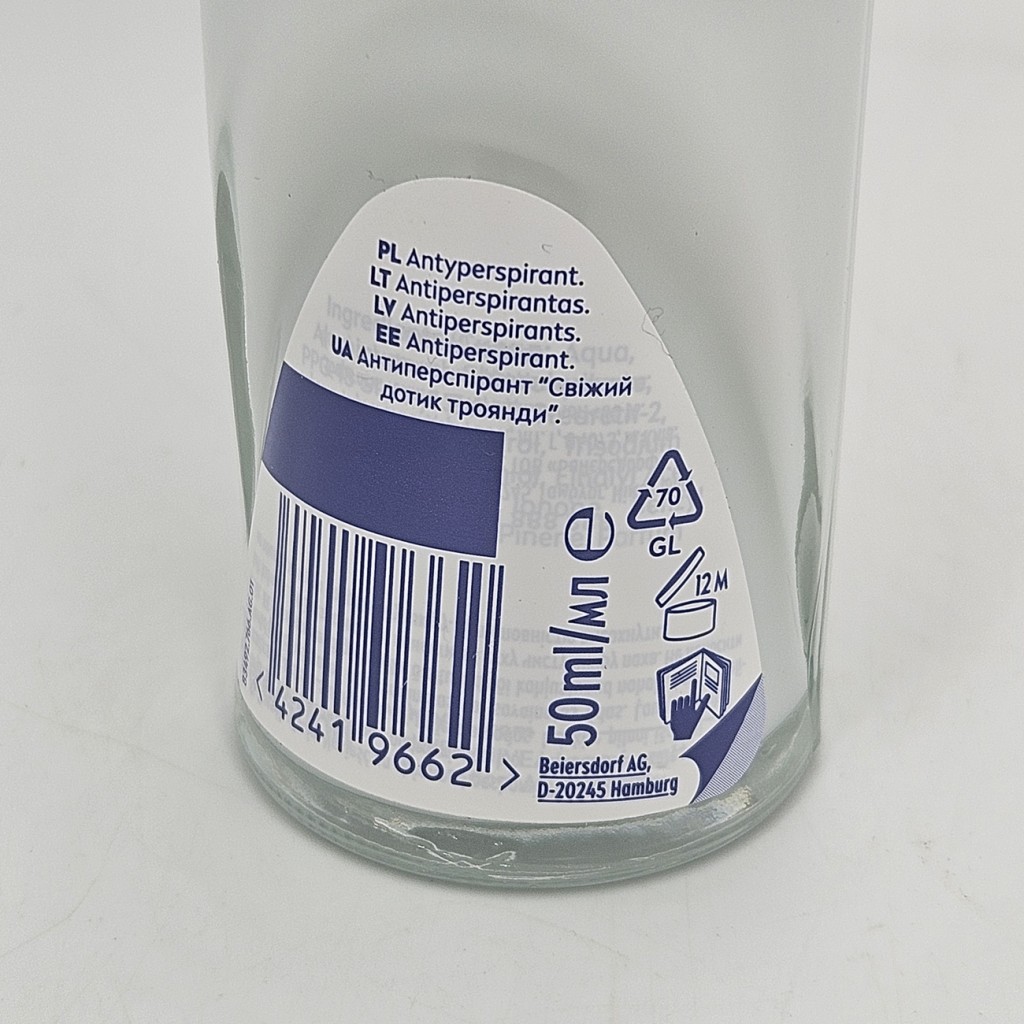 PL Antyperspirant.
LT Antiperspirantas.
LV Antiperspirants.
EE Antiperspirant.
UA Антиперспірант "Свіжий
дотик троянди".
70
GL
12 M
50ml/мл e
< 4241 9662 >
Beiersdorf AG,
D-20245 Hamburg